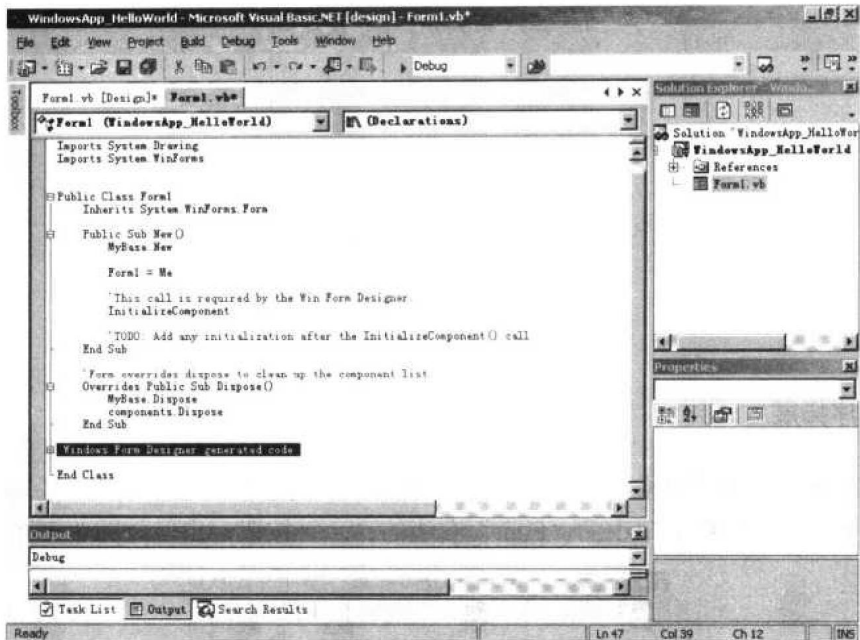 WindowsApp_HelloWorld - Microsoft Visual Basic.NET [design] - Form1.vb*
File Edit View Project Build Debug Tools Window Help
Debug
Toolbox
Form1.vb [Design]* Form1.vb*
Form1 (WindowsApp_HelloWorld) (Declarations)
Imports System.Drawing
Imports System.WinForms
Public Class Form1
Inherits System.WinForms.Form
Public Sub New()
MyBase.New
Form1 = Me
'This call is required by the Win Form Designer.
InitializeComponent
'TODO: Add any initialization after the InitializeComponent() call
End Sub
'Form overrides dispose to clean up the component list.
Overrides Public Sub Dispose()
MyBase.Dispose
components.Dispose
End Sub
Windows Form Designer generated code
End Class
Output
Debug
Task List Output Search Results
Solution Explorer - Windo...
Solution 'WindowsApp_HelloWor
WindowsApp_HelloWorld
References
Form1.vb
Properties
Ready Ln 47 Col 39 Ch 12 INS